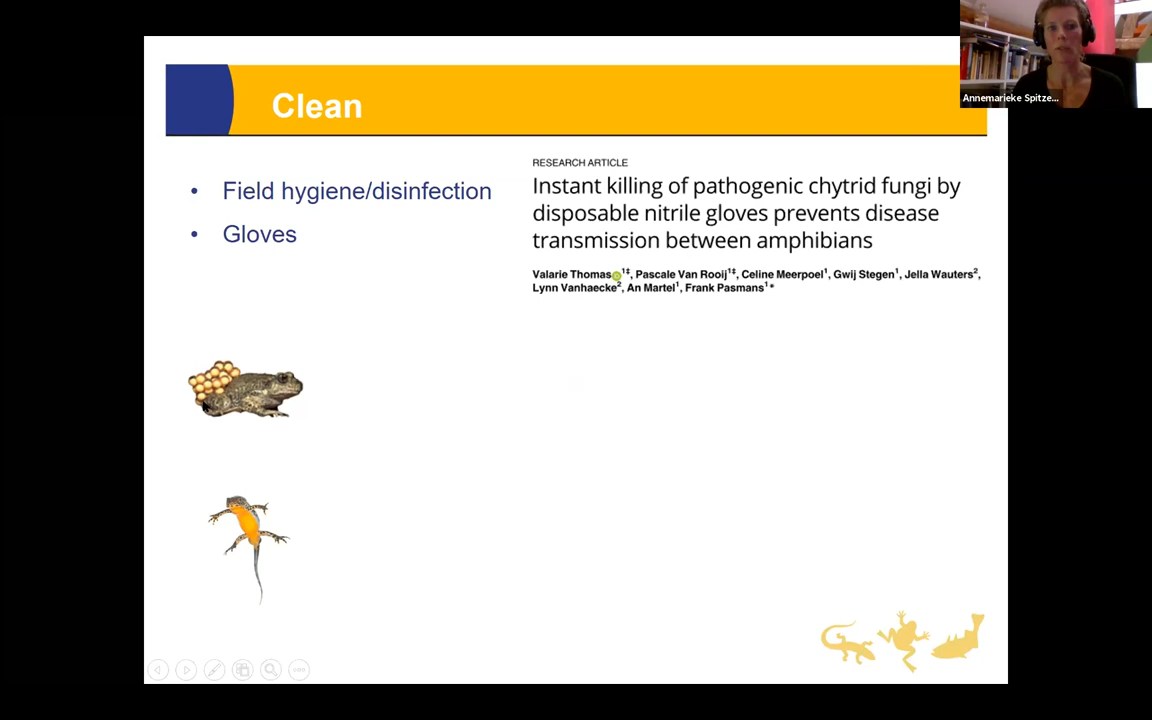 Clean
• Field hygiene/disinfection
• Gloves
RESEARCH ARTICLE
Instant killing of pathogenic chytrid fungi by
disposable nitrile gloves prevents disease
transmission between amphibians
Valarie Thomas1‡, Pascale Van Rooij1‡, Celine Meerpoel1, Gwij Stegen1, Jella Wauters2,
Lynn Vanhaecke2, An Martel1, Frank Pasmans1*
Annemarieke Spitze...